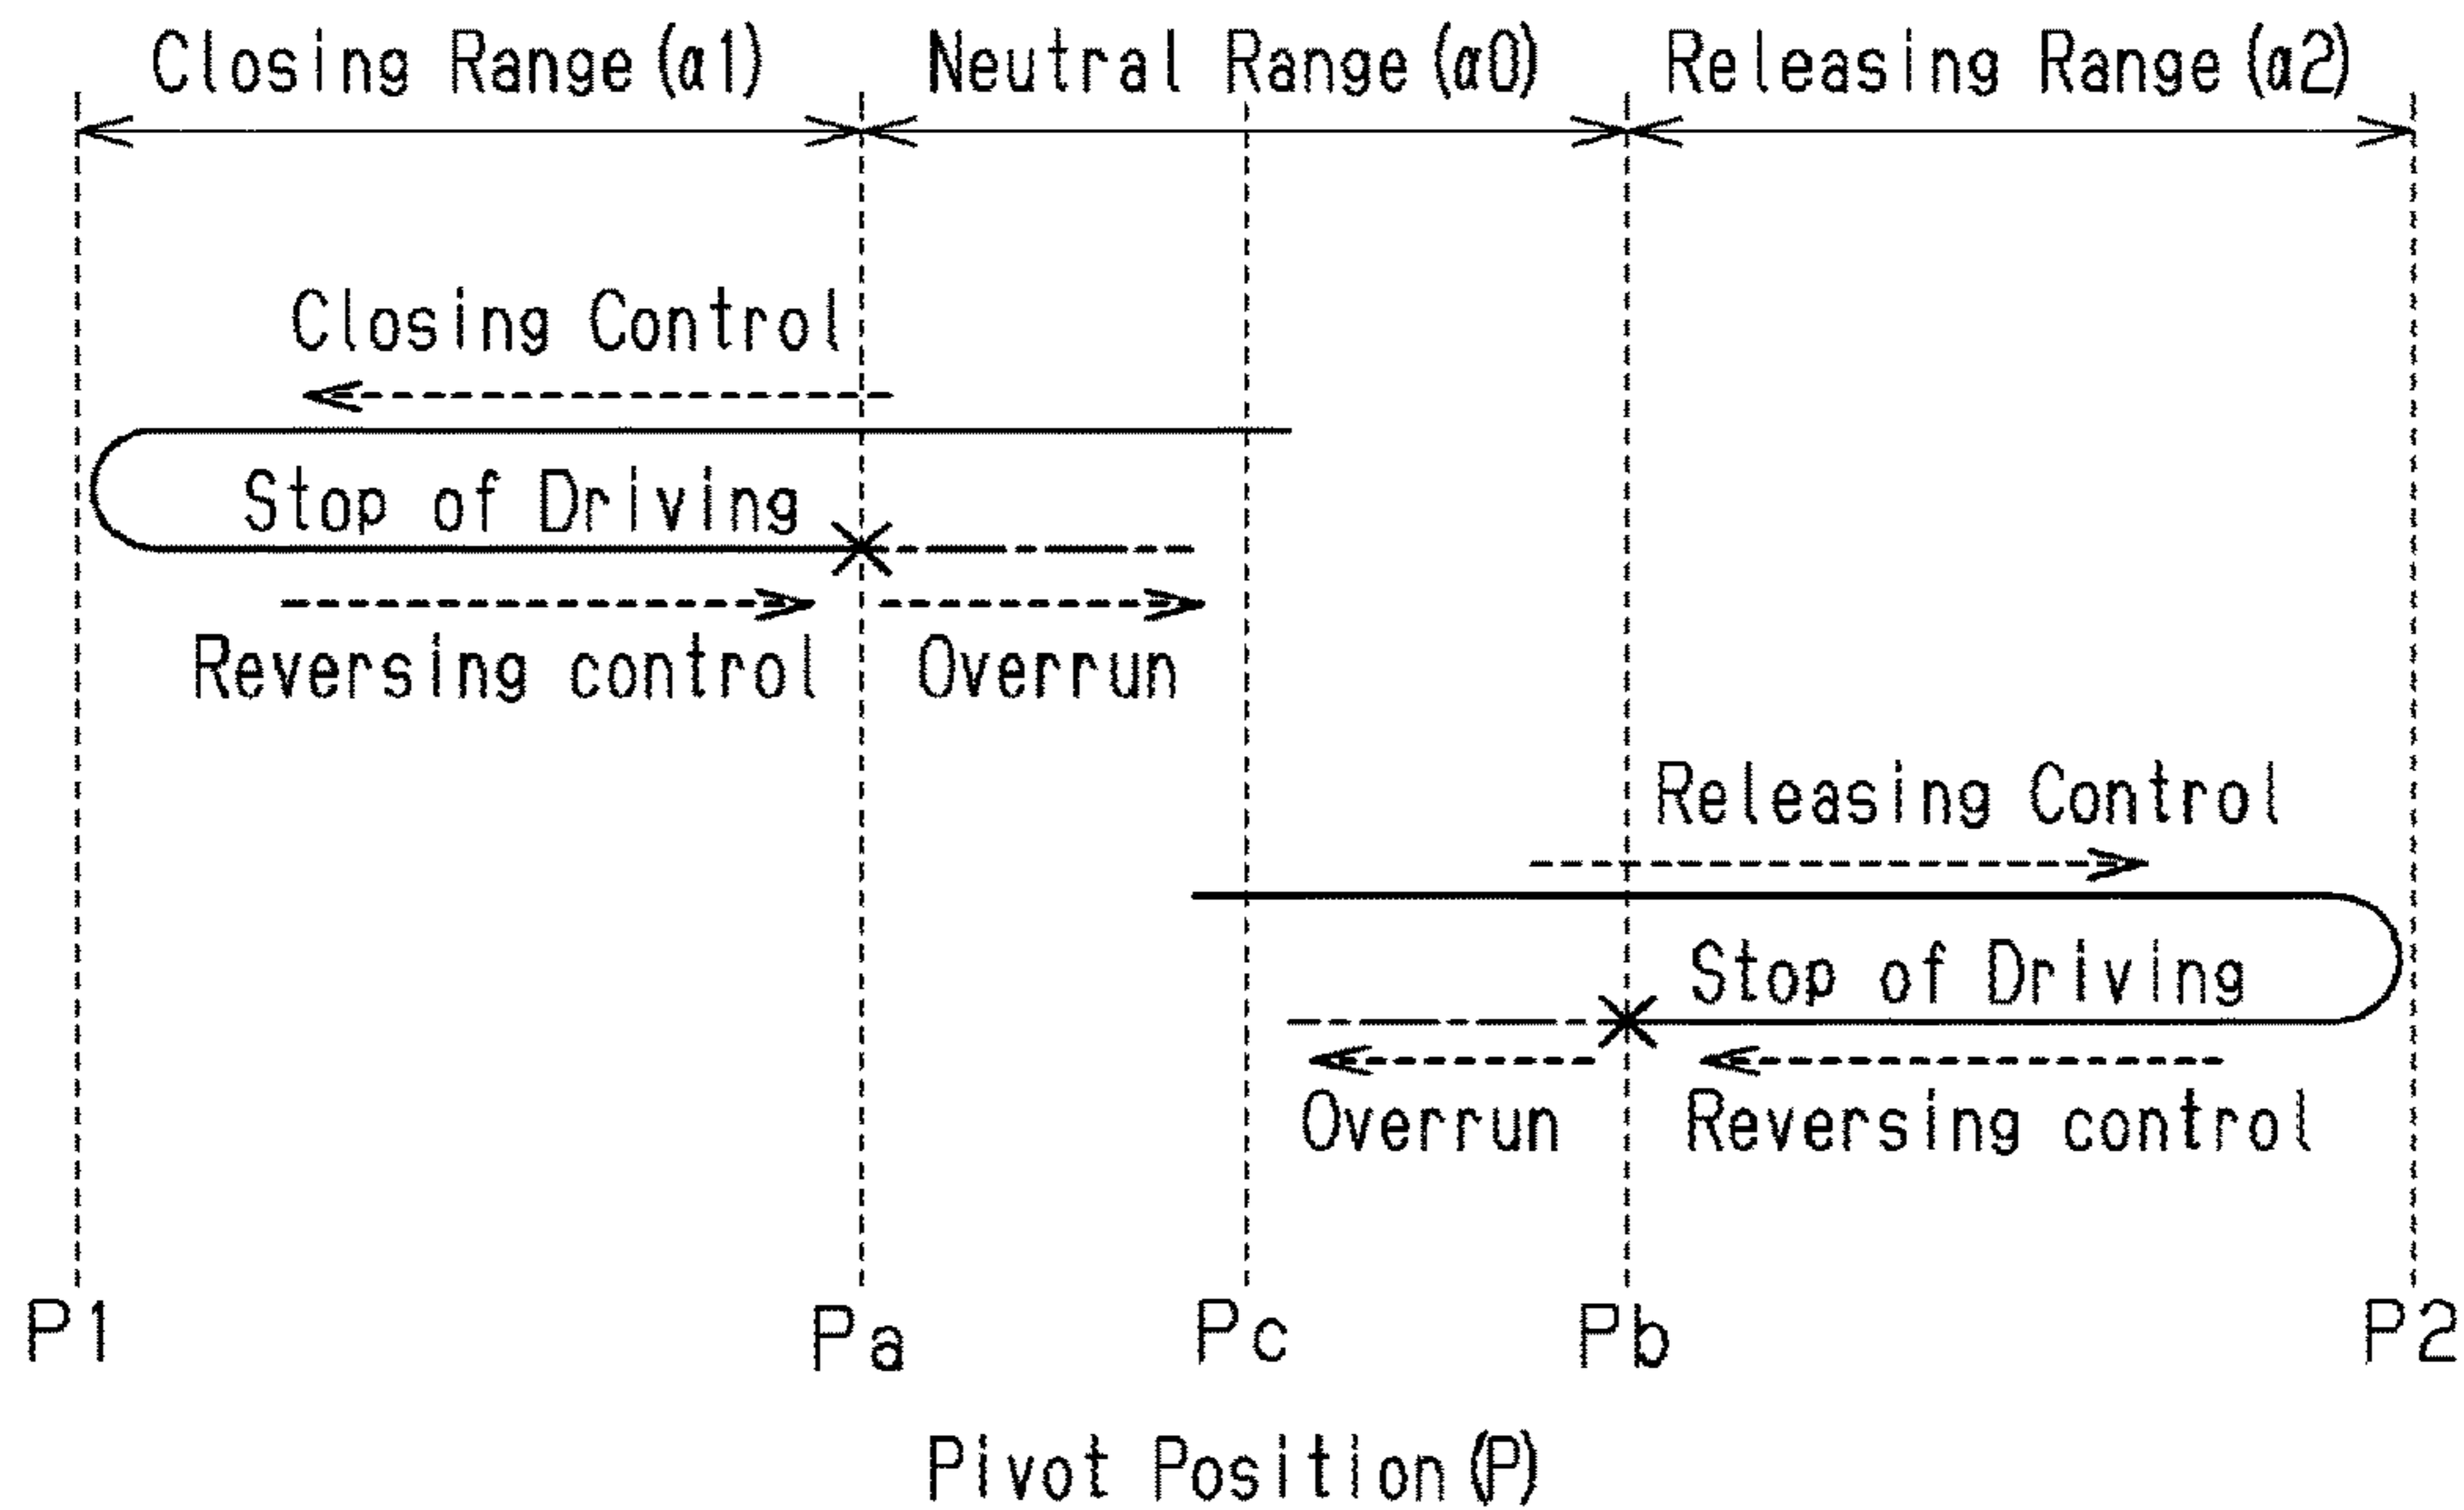 Closing Range (α1) Neutral Range (α0) Releasing Range (α2)
Closing Control
Stop of Driving
Reversing control Overrun
Releasing Control
Stop of Driving
Overrun Reversing control
P1 Pa Pc Pb P2
Pivot Position (P)